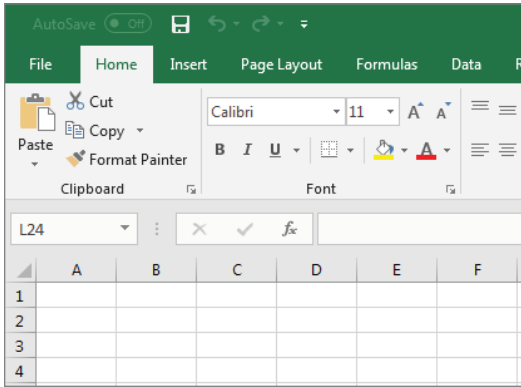 AutoSave Off
File Home Insert Page Layout Formulas Data
Cut
Calibri 11 A A
Copy
Paste
B I U A
Format Painter
Clipboard Font
L24 fx
A B C D E F
1
2
3
4